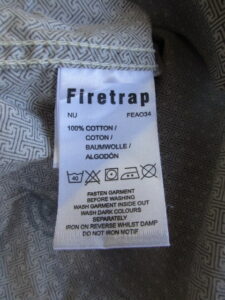 Firetrap
NU FEAO34
100% COTTON /
COTON /
BAUMWOLLE /
ALGODÓN
40
FASTEN GARMENT
BEFORE WASHING
WASH GARMENT INSIDE OUT
WASH DARK COLOURS
SEPARATELY
IRON ON REVERSE WHILST DAMP
DO NOT IRON MOTIF